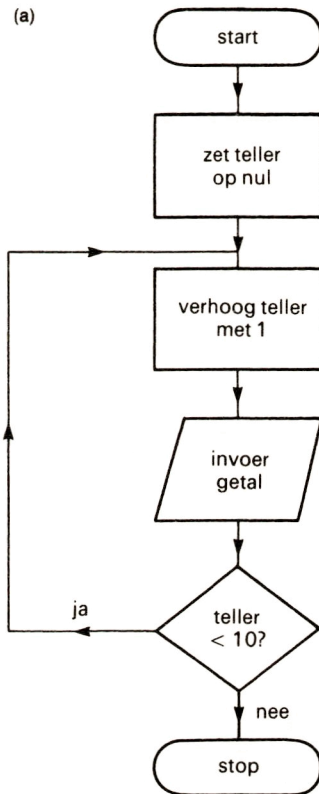 (a)
start
zet teller
op nul
verhoog teller
met 1
invoer
getal
teller
< 10?
ja
nee
stop